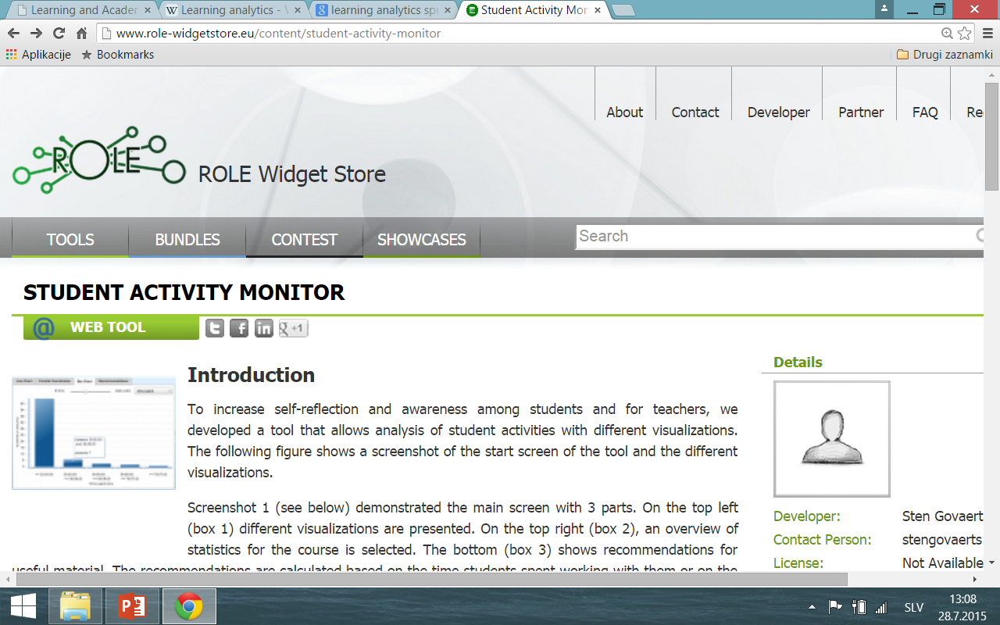 Learning and Acader
Learning analytics - V
learning analytics spr
Student Activity Mor
www.role-widgetstore.eu/content/student-activity-monitor
Aplikacije
Bookmarks
Drugi zaznamki
About
Contact
Developer
Partner
FAQ
Re
ROLE
ROLE Widget Store
TOOLS
BUNDLES
CONTEST
SHOWCASES
Search
STUDENT ACTIVITY MONITOR
@ WEB TOOL
+1
Introduction
To increase self-reflection and awareness among students and for teachers, we
developed a tool that allows analysis of student activities with different visualizations.
The following figure shows a screenshot of the start screen of the tool and the different
visualizations.
Screenshot 1 (see below) demonstrated the main screen with 3 parts. On the top left
(box 1) different visualizations are presented. On the top right (box 2), an overview of
statistics for the course is selected. The bottom (box 3) shows recommendations for
useful material. The recommendations are calculated based on the time students spent working with them or on the
Details
Developer: Sten Govaert
Contact Person: stengovaerts
License: Not Available
SLV
13:08
28.7.2015